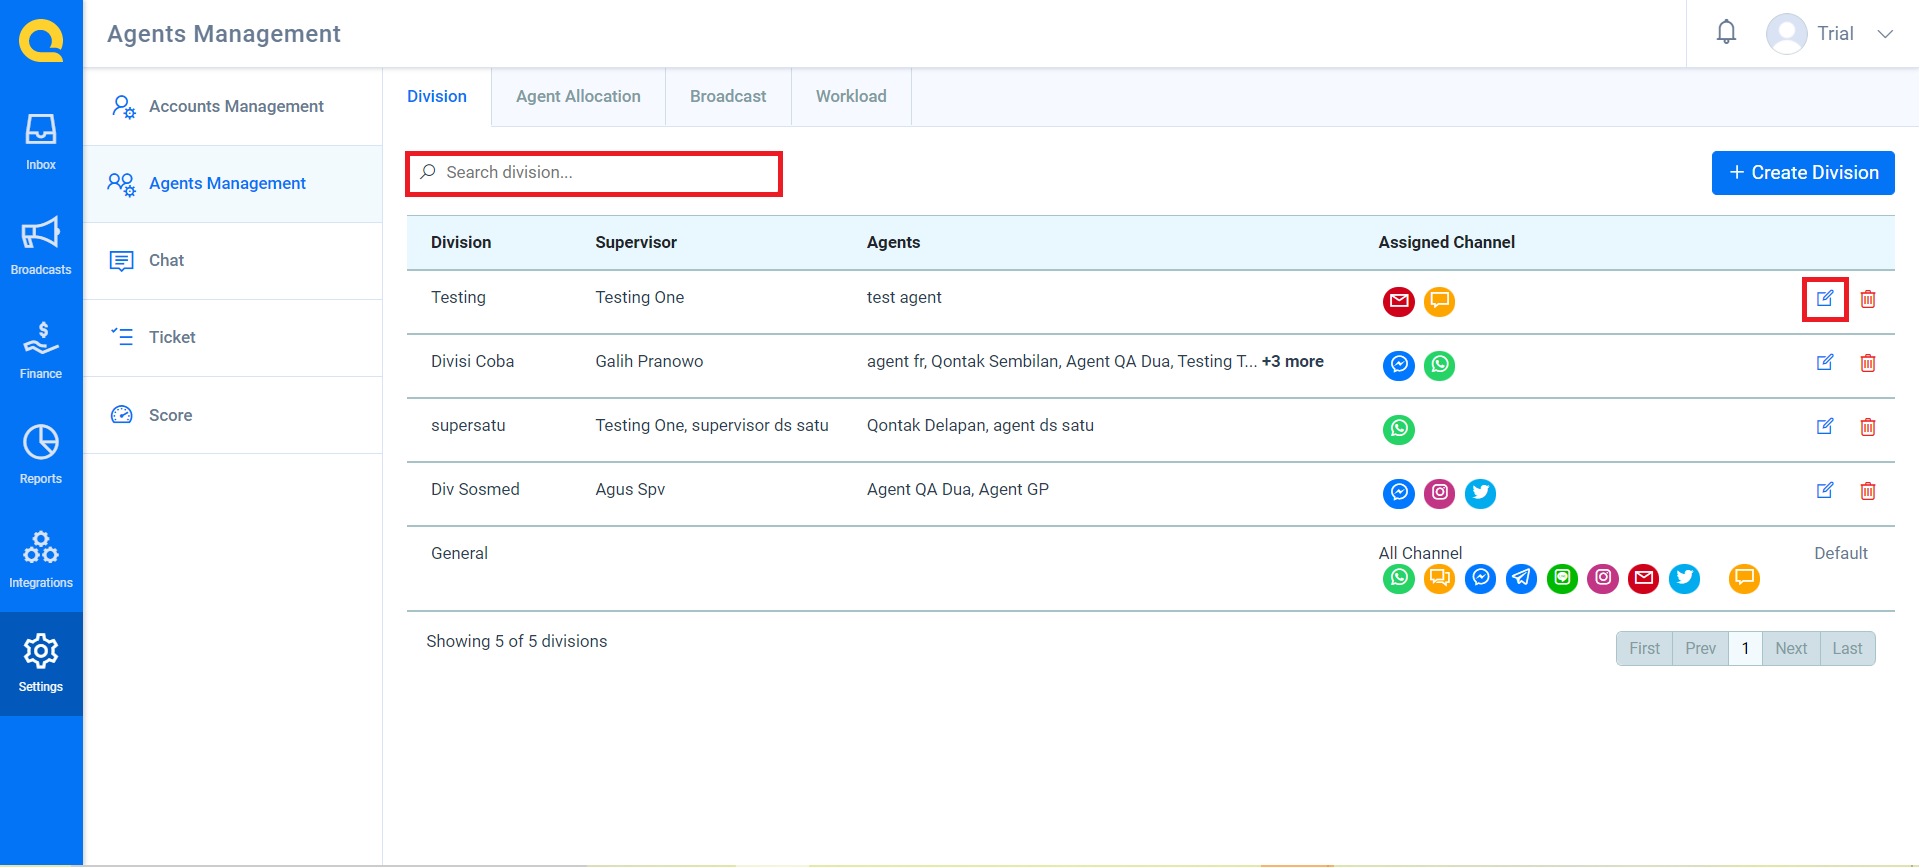 Agents Management
Trial
Inbox
Broadcasts
Finance
Reports
Integrations
Settings
Accounts Management
Agents Management
Chat
Ticket
Score
Division Agent Allocation Broadcast Workload
Search division...
+ Create Division
Division Supervisor Agents Assigned Channel
Testing Testing One test agent
Divisi Coba Galih Pranowo agent fr, Qontak Sembilan, Agent QA Dua, Testing T... +3 more
supersatu Testing One, supervisor ds satu Qontak Delapan, agent ds satu
Div Sosmed Agus Spv Agent QA Dua, Agent GP
General All Channel Default
Showing 5 of 5 divisions
First Prev 1 Next Last